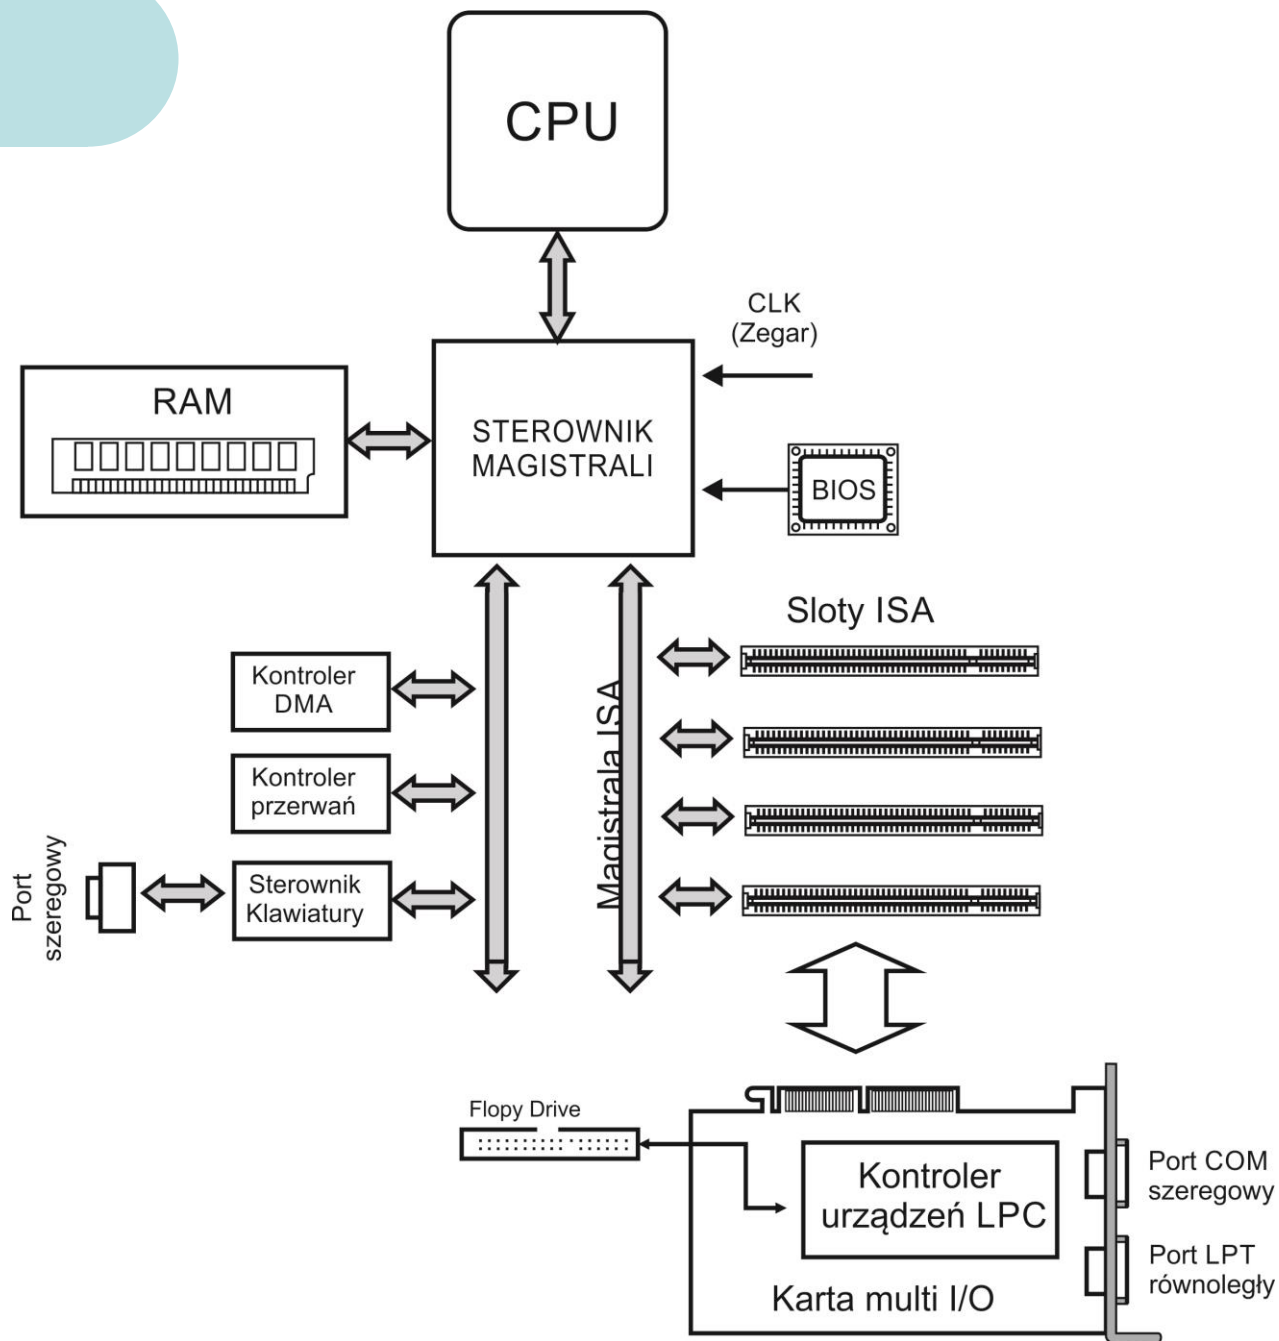 CPU
CLK
(Zegar)
RAM
STEROWNIK
MAGISTRALI
BIOS
Sloty ISA
Kontroler
DMA
Magistrala ISA
Kontroler
przerwań
Port
szeregowy
Sterownik
Klawiatury
Flopy Drive
Kontroler
urządzeń LPC
Port COM
szeregowy
Port LPT
równoległy
Karta multi I/O